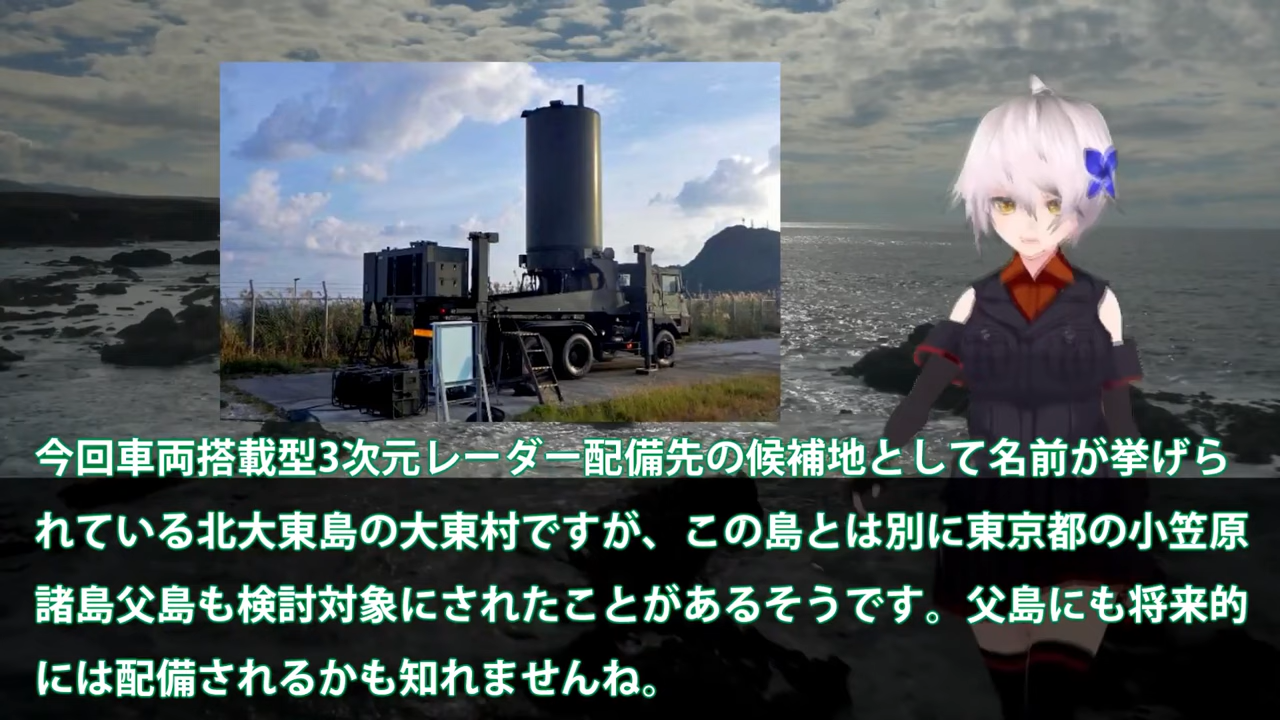 今回車両搭載型3次元レーダー配備先の候補地として名前が挙げら
れている北大東島の大東村ですが、この島とは別に東京都の小笠原
諸島父島も検討対象にされたことがあるそうです。父島にも将来的
には配備されるかも知れませんね。